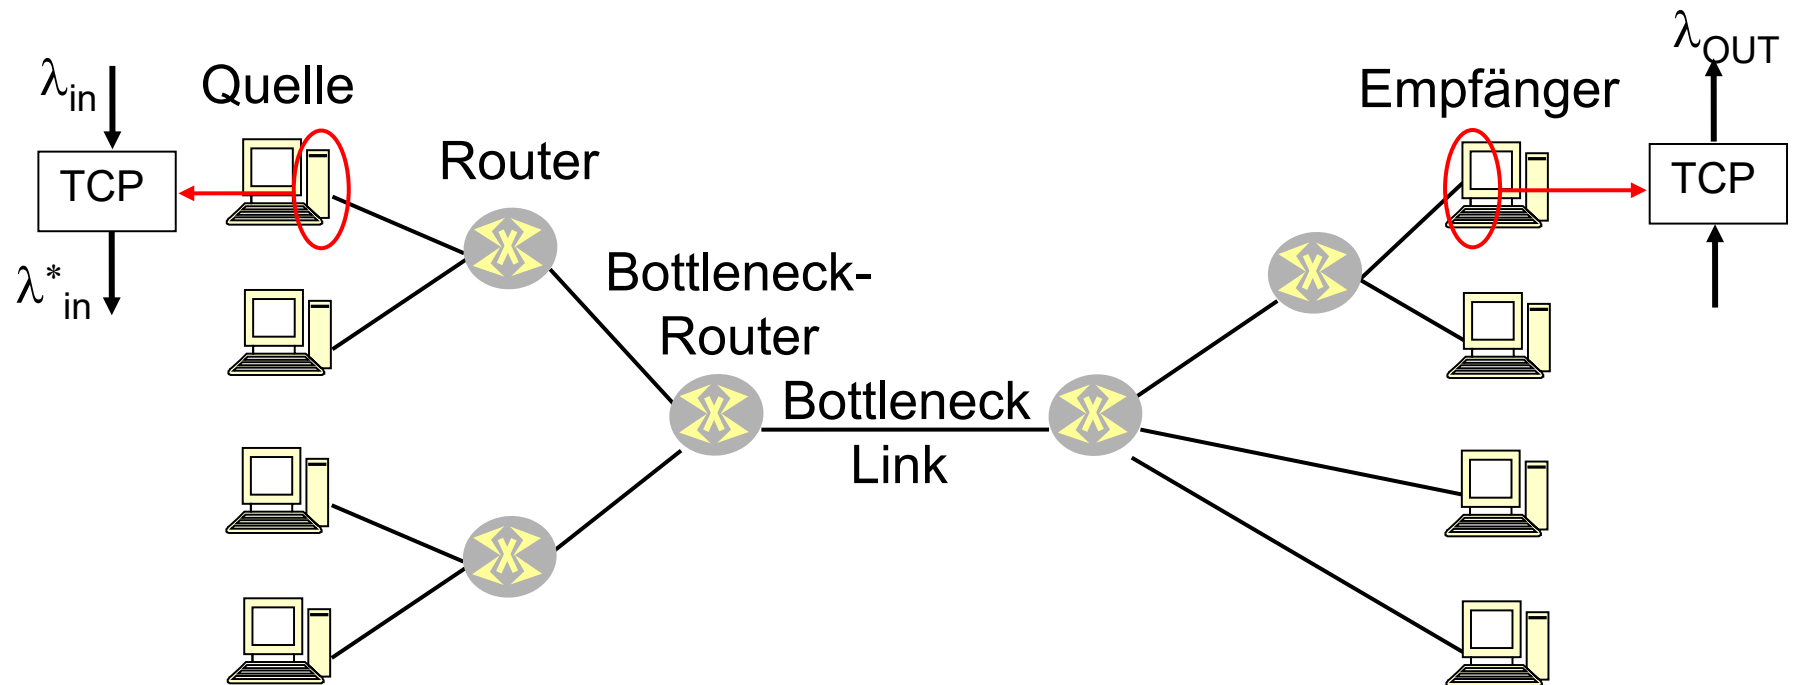 λin
Quelle
TCP
λ*in
Router
Bottleneck-
Router
Bottleneck
Link
Empfänger
λOUT
TCP